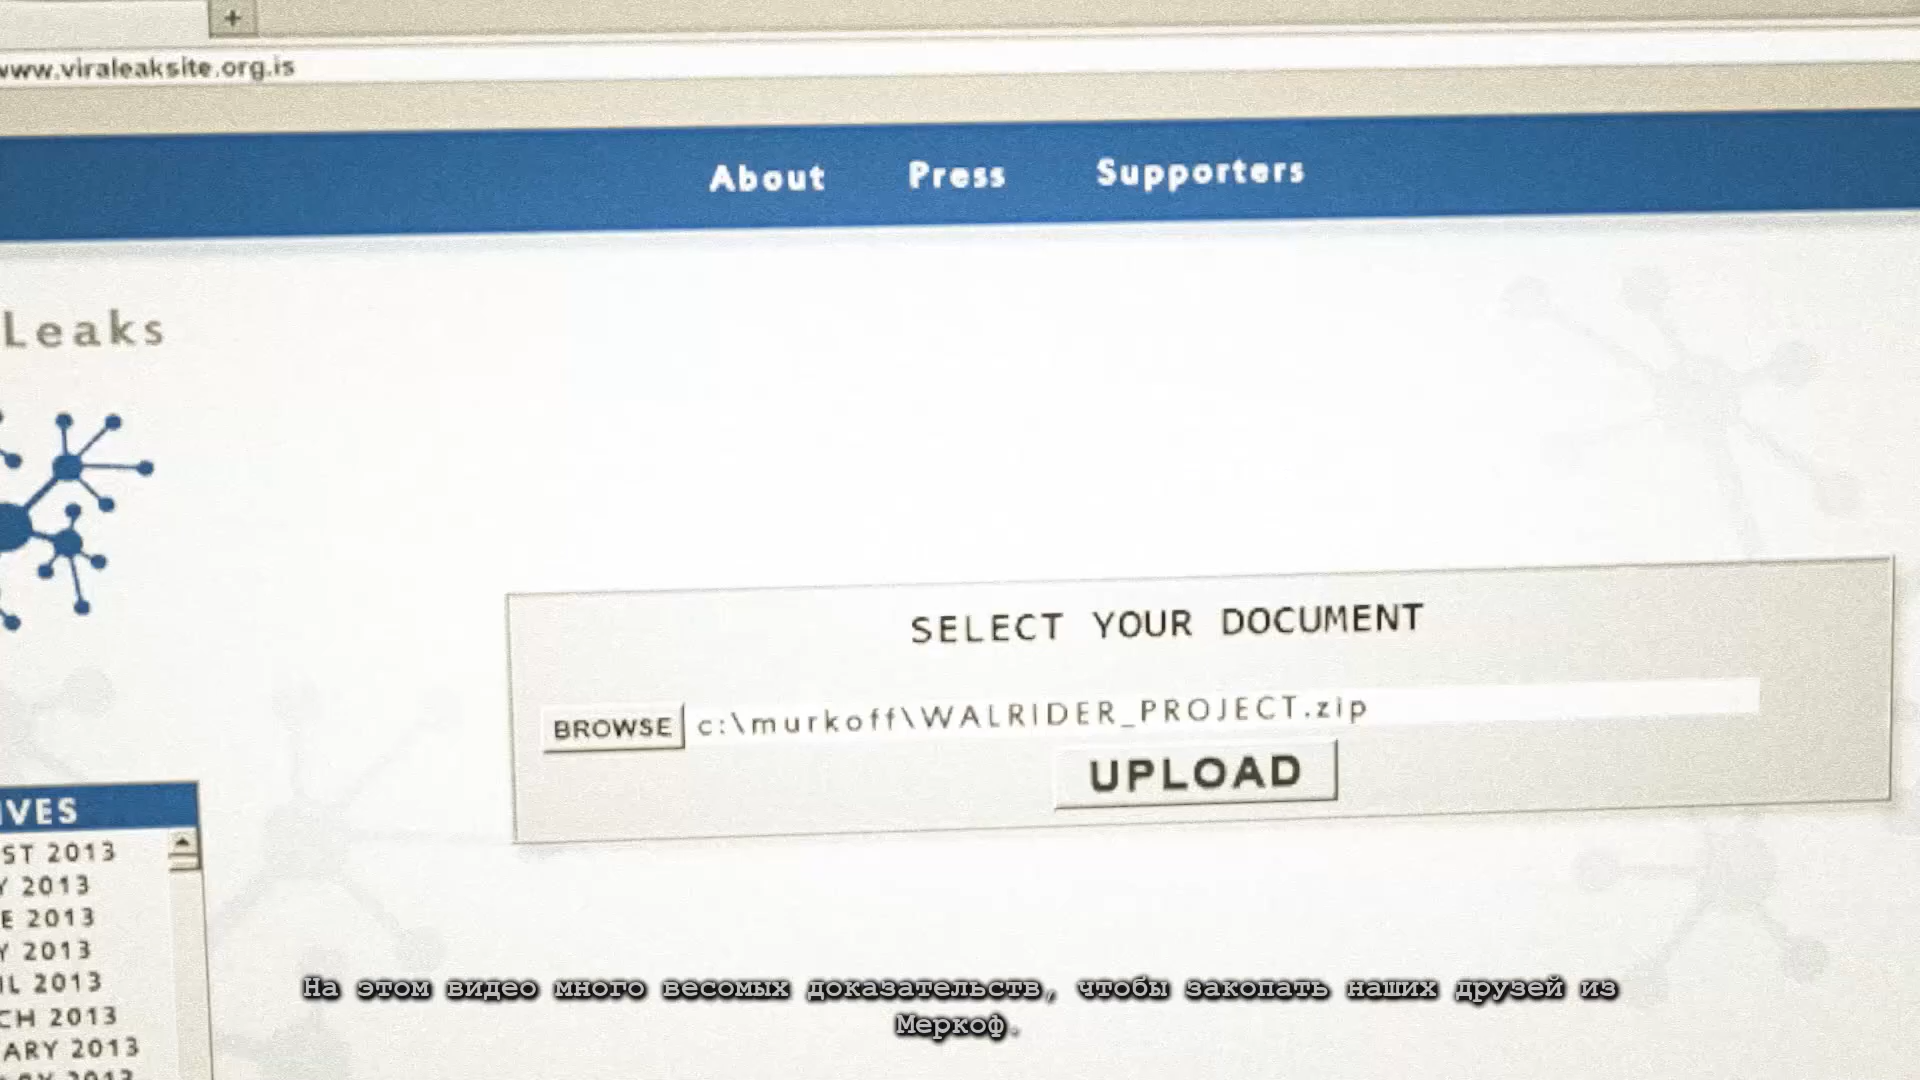 +
www.viraleaksite.org.is
About Press Supporters
Leaks
SELECT YOUR DOCUMENT
BROWSE c:\murkoff\WALRIDER_PROJECT.zip
UPLOAD
IVES
ST 2013
Y 2013
E 2013
Y 2013
IL 2013
CH 2013
ARY 2013
На этом видео много весомых доказательств, чтобы закопать наших друзей из
Меркоф.